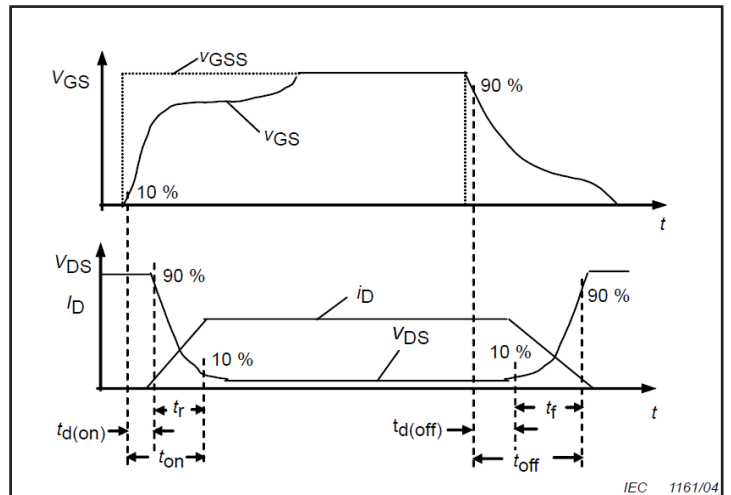 vGSS
VGS
90 %
vGS
10 %
t
VDS
90 %
ID
iD
90 %
10 %
VDS
10 %
tr
tf
t
td(on)
td(off)
ton
toff
IEC 1161/04